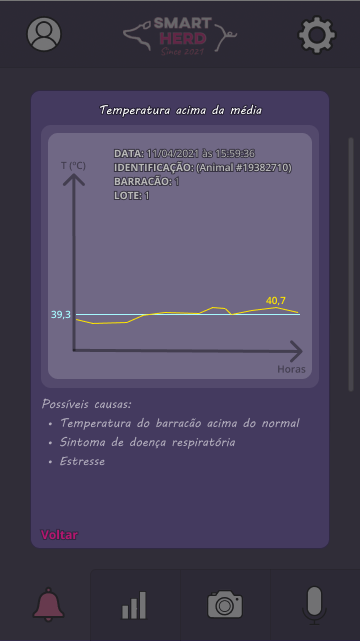 SMART
HERD
Since 2021
Temperatura acima da média
DATA: 11/04/2021 às 15:59:36
IDENTIFICAÇÃO: (Animal #19382710)
BARRACÃO: 1
LOTE: 1
T (°C)
40,7
39,3
Horas
Possíveis causas:
• Temperatura do barracão acima do normal
• Sintoma de doença respiratória
• Estresse
Voltar